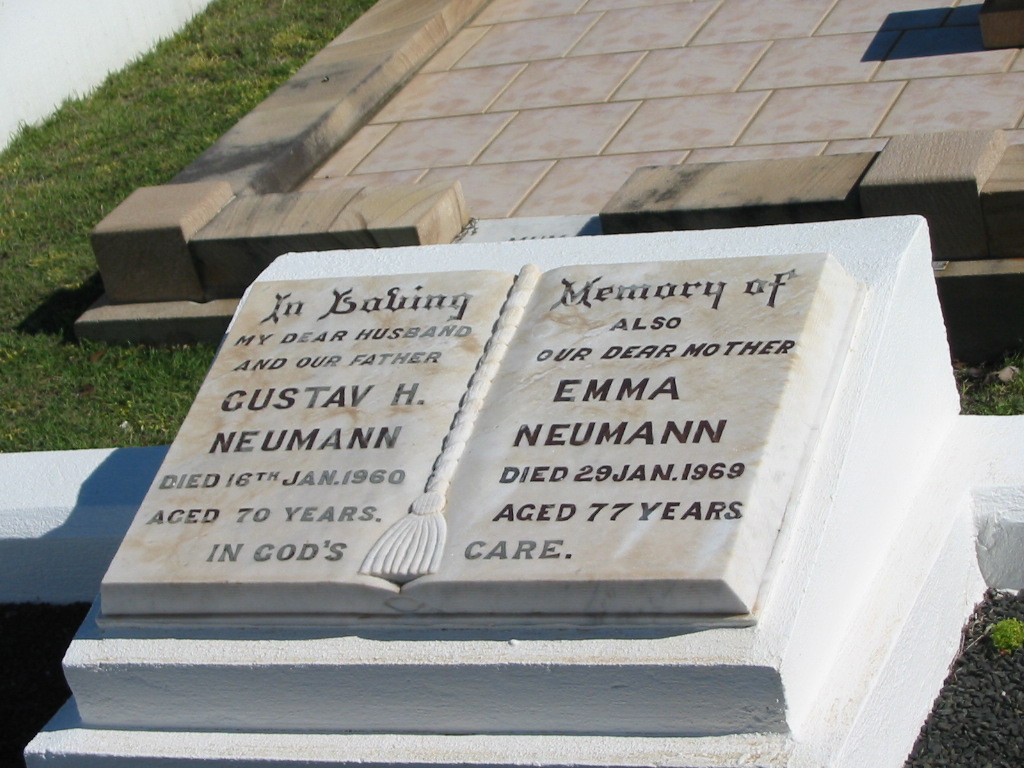 In Loving
MY DEAR HUSBAND
AND OUR FATHER
GUSTAV H.
NEUMANN
DIED 16TH JAN. 1960
AGED 70 YEARS.
IN GOD'S
Memory of
ALSO
OUR DEAR MOTHER
EMMA
NEUMANN
DIED 29 JAN. 1969
AGED 77 YEARS
CARE.